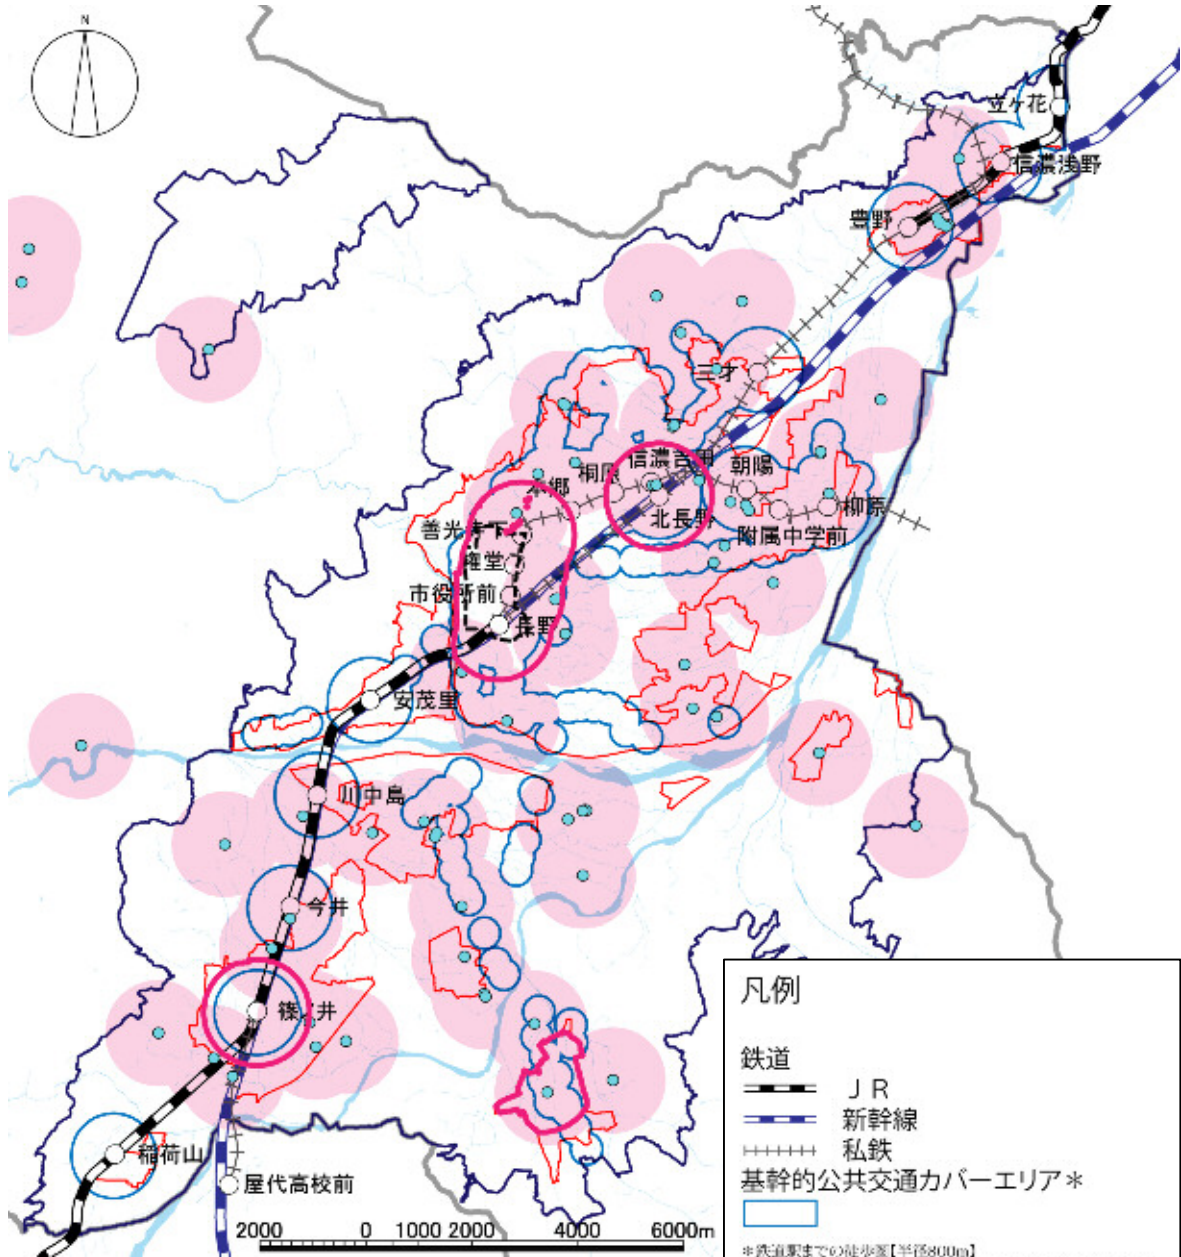 N
立ヶ花
信濃浅野
豊野
三才
信濃吉田
朝陽
桐原
本郷
北長野
柳原
附属中学前
善光寺下
権堂
市役所前
長野
安茂里
川中島
今井
篠ノ井
稲荷山
屋代高校前
2000 0 1000 2000 4000 6000m
凡例
鉄道
ＪＲ
新幹線
私鉄
基幹的公共交通カバーエリア＊
＊鉄道駅までの徒歩圏【半径800m】